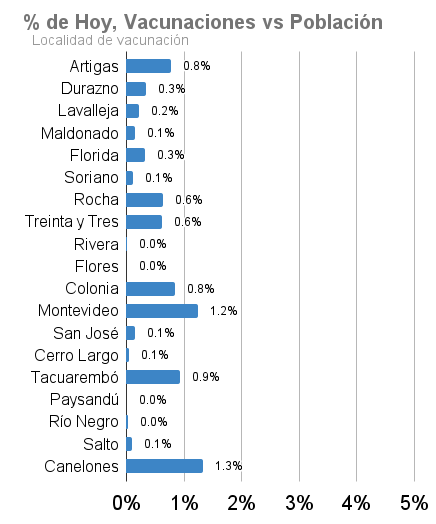 % de Hoy, Vacunaciones vs Población
Localidad de vacunación
Artigas 0.8%
Durazno 0.3%
Lavalleja 0.2%
Maldonado 0.1%
Florida 0.3%
Soriano 0.1%
Rocha 0.6%
Treinta y Tres 0.6%
Rivera 0.0%
Flores 0.0%
Colonia 0.8%
Montevideo 1.2%
San José 0.1%
Cerro Largo 0.1%
Tacuarembó 0.9%
Paysandú 0.0%
Río Negro 0.0%
Salto 0.1%
Canelones 1.3%
0% 1% 2% 3% 4% 5%